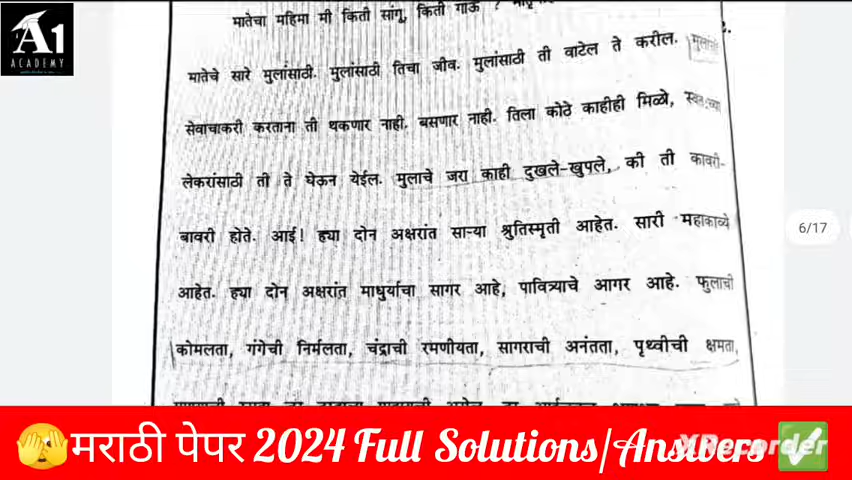 A1
ACADEMY
मातेचा महिमा मी किती सांगू, किती गाऊ ?
मातेचे सारे मुलांसाठी. मुलांसाठी तिचा जीव. मुलांसाठी ती वाटेल ते करील.
सेवाचाकरी करताना ती थकणार नाही. बसणार नाही. तिला कोठे काहीही मिळो,
लेकरांसाठी ती ते घेऊन येईल. मुलाचे जरा काही दुखले-खुपले, की ती कावरी-
बावरी होते. आई! ह्या दोन अक्षरांत साऱ्या श्रुतिस्मृती आहेत. सारी महाकाव्ये
6/17
आहेत. ह्या दोन अक्षरांत माधुर्याचा सागर आहे, पावित्र्याचे आगर आहे. फुलाची
कोमलता, गंगेची निर्मलता, चंद्राची रमणीयता, सागराची अनंतता, पृथ्वीची क्षमता,
मराठी पेपर 2024 Full Solutions/Answers
XRecorder